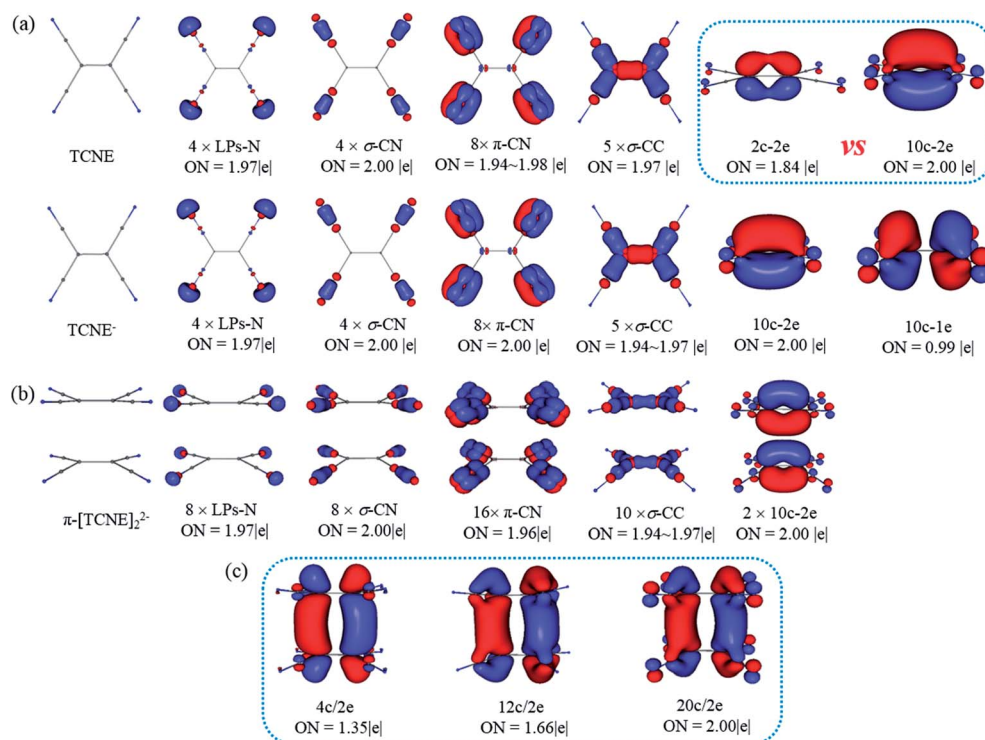 (a)
TCNE
4 × LPs-N
ON = 1.97|e|
4 × σ-CN
ON = 2.00 |e|
8× π-CN
ON = 1.94~1.98 |e|
5 ×σ-CC
ON = 1.97 |e|
2c-2e
ON = 1.84 |e|
vs
10c-2e
ON = 2.00 |e|
TCNE-
4 × LPs-N
ON = 1.97|e|
4 × σ-CN
ON = 2.00 |e|
8× π-CN
ON = 2.00 |e|
5 ×σ-CC
ON = 1.94~1.97 |e|
10c-2e
ON = 2.00 |e|
10c-1e
ON = 0.99 |e|
(b)
π-[TCNE]₂²⁻
8 × LPs-N
ON = 1.97|e|
8 × σ-CN
ON = 2.00|e|
16× π-CN
ON = 1.96|e|
10 ×σ-CC
ON = 1.94~1.97|e|
2 × 10c-2e
ON = 2.00 |e|
(c)
4c/2e
ON = 1.35|e|
12c/2e
ON = 1.66|e|
20c/2e
ON = 2.00|e|